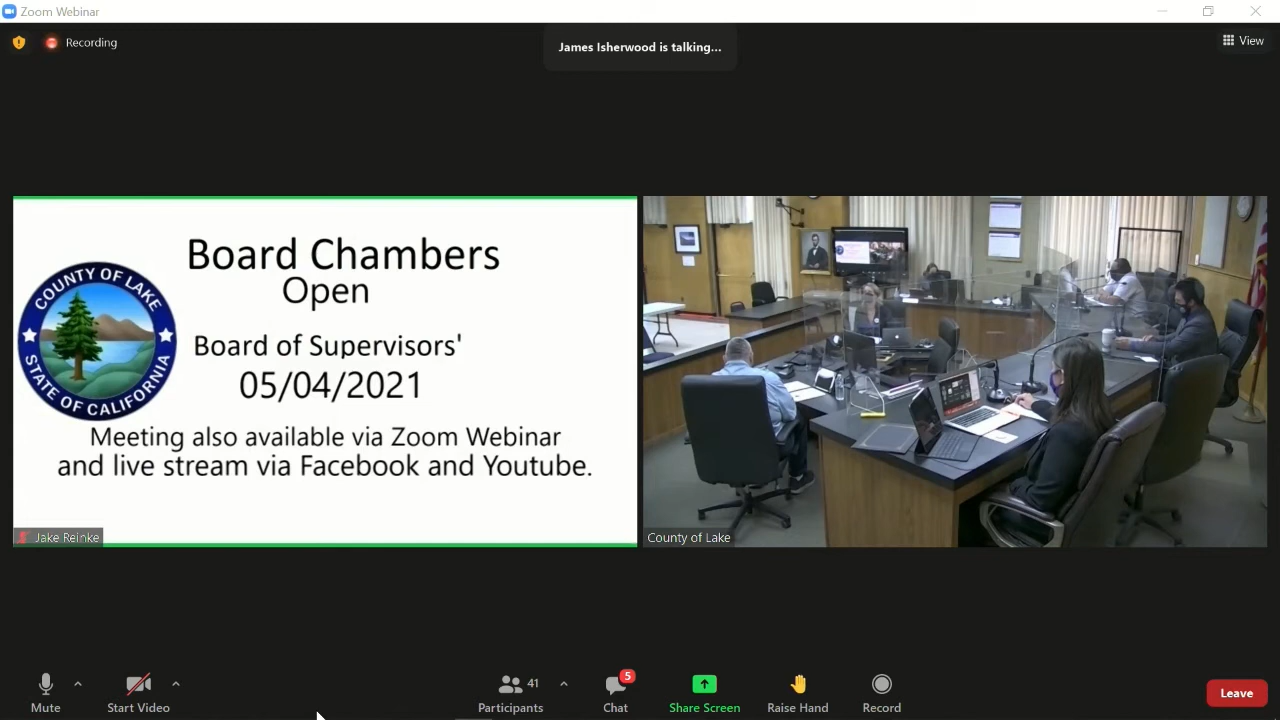 Zoom Webinar
Recording
James Isherwood is talking...
View
COUNTY OF LAKE
STATE OF CALIFORNIA
Board Chambers
Open
Board of Supervisors'
05/04/2021
Meeting also available via Zoom Webinar
and live stream via Facebook and Youtube.
Jake Reinke
County of Lake
Mute
Start Video
41
Participants
5
Chat
Share Screen
Raise Hand
Record
Leave